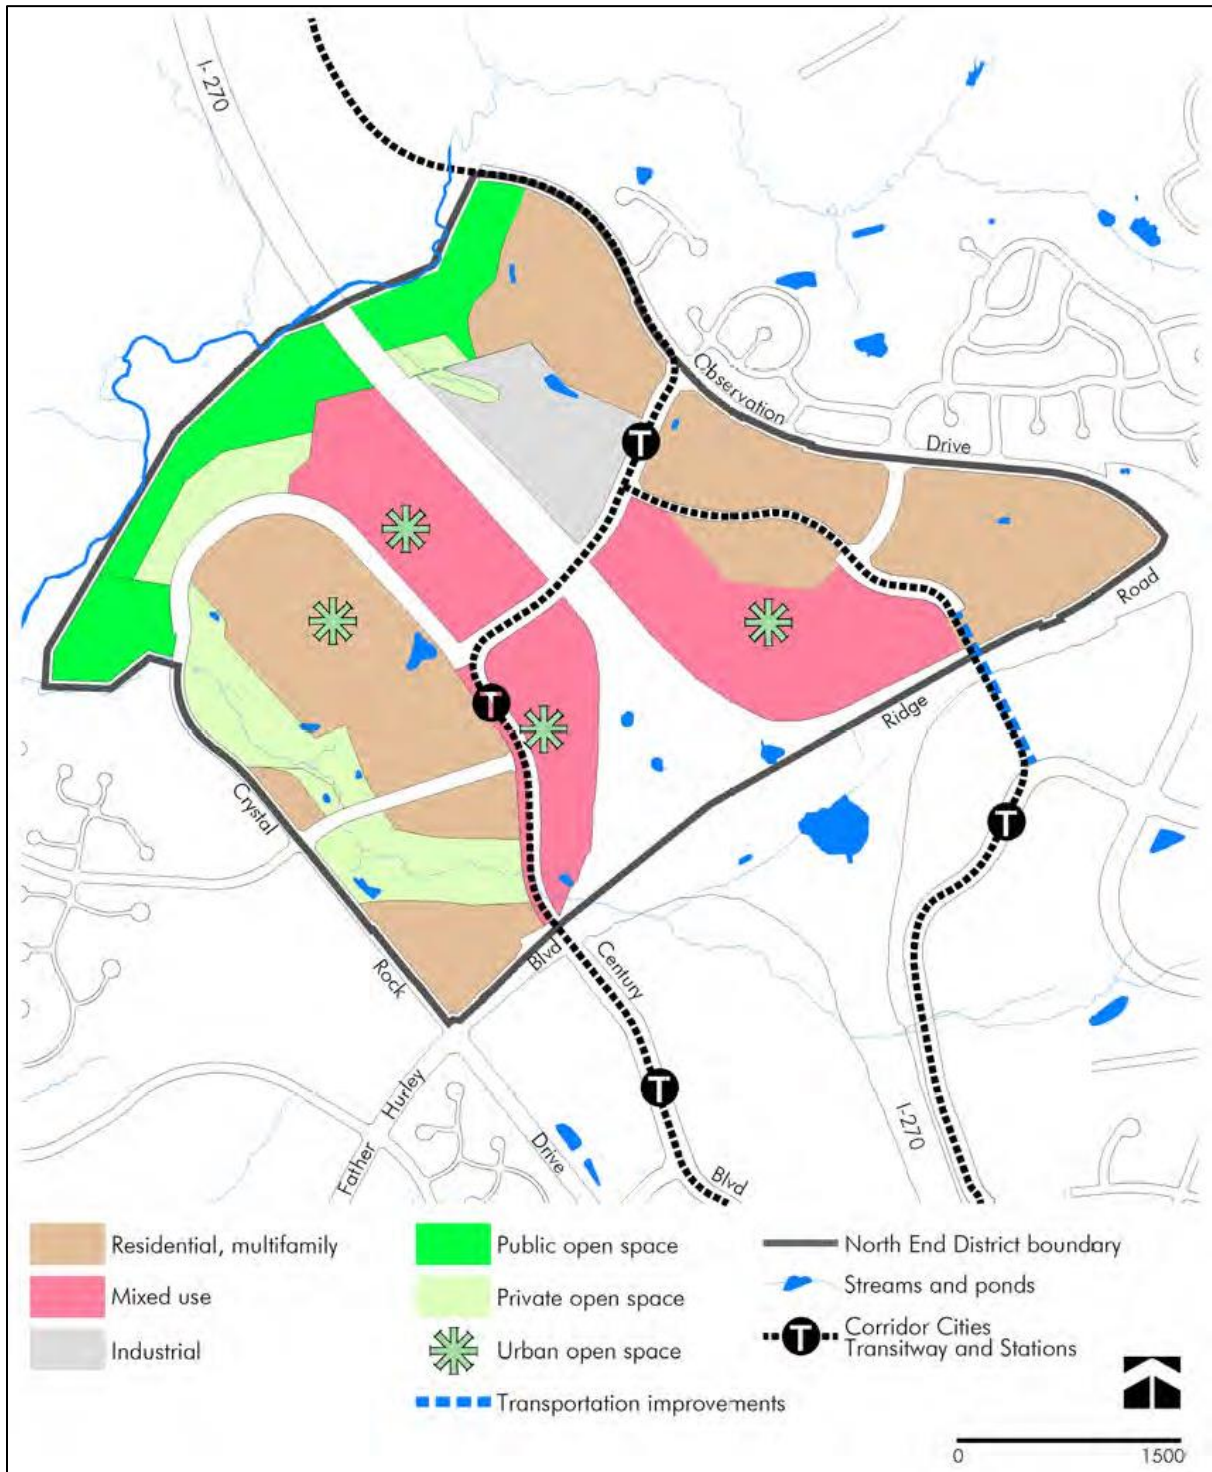 I-270
Observation
Drive
Road
Ridge
Crystal
Rock
Blvd
Century
Hurley
Father
Drive
I-270
Blvd
T
T
T
T
Residential, multifamily
Mixed use
Industrial
Public open space
Private open space
Urban open space
Transportation improvements
North End District boundary
Streams and ponds
T
Corridor Cities
Transitway and Stations
0 1500'